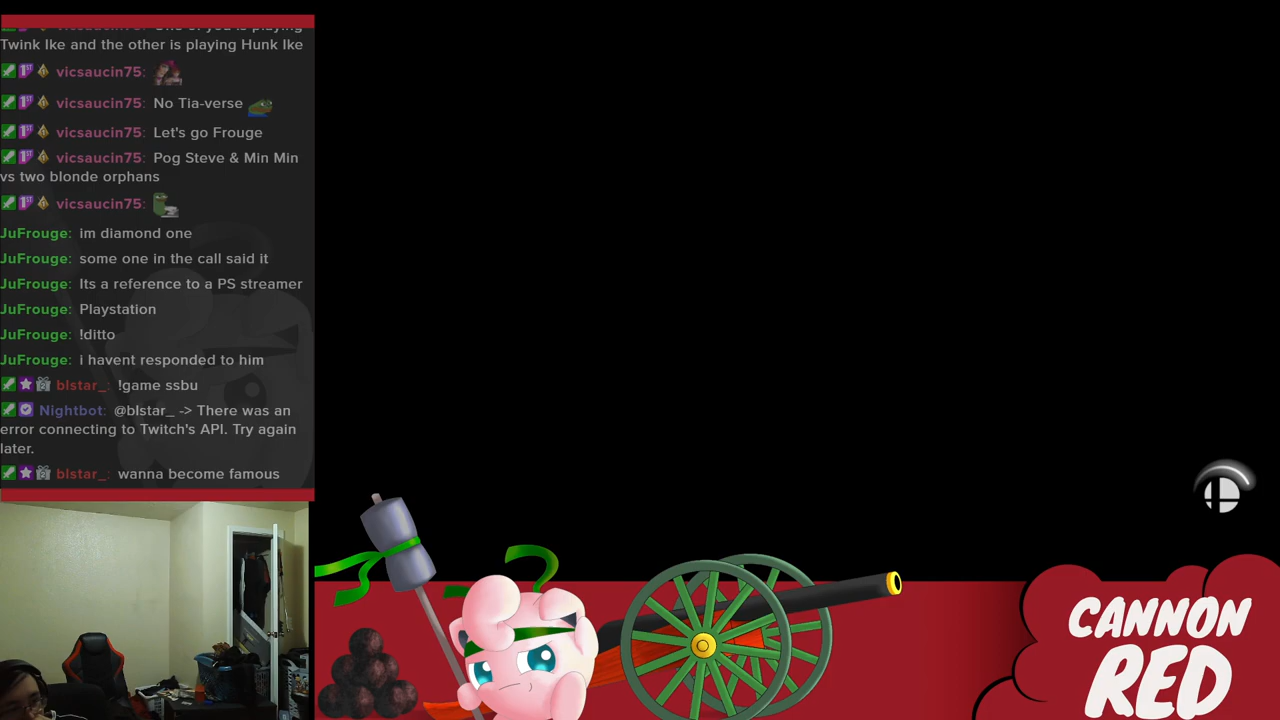 Twink Ike and the other is playing Hunk Ike
vicsaucin75:
vicsaucin75: No Tia-verse
vicsaucin75: Let's go Frouge
vicsaucin75: Pog Steve & Min Min
vs two blonde orphans
vicsaucin75:
JuFrouge: im diamond one
JuFrouge: some one in the call said it
JuFrouge: Its a reference to a PS streamer
JuFrouge: Playstation
JuFrouge: !ditto
JuFrouge: i havent responded to him
blstar_: !game ssbu
Nightbot: @blstar_ -> There was an
error connecting to Twitch's API. Try again
later.
blstar_: wanna become famous
CANNON
RED